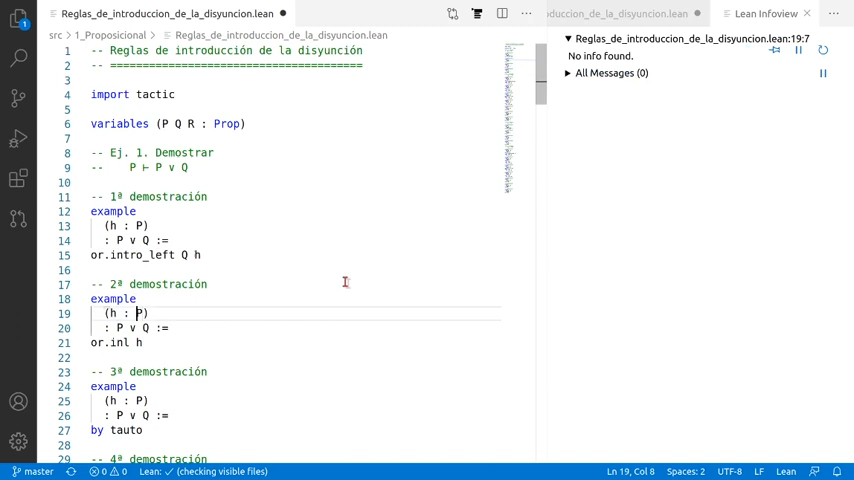 Reglas_de_introduccion_de_la_disyuncion.lean
ducion_de_la_disyuncion.lean
Lean Infoview
src > 1_Proposicional > Reglas_de_introduccion_de_la_disyuncion.lean
1 -- Reglas de introducción de la disyunción
2 -- =======================================
3
4 import tactic
5
6 variables (P Q R : Prop)
7
8 -- Ej. 1. Demostrar
9 --    P ⊢ P ∨ Q
10
11 -- 1ª demostración
12 example
13   (h : P)
14   : P ∨ Q :=
15 or.intro_left Q h
16
17 -- 2ª demostración
18 example
19   (h : P)
20   : P ∨ Q :=
21 or.inl h
22
23 -- 3ª demostración
24 example
25   (h : P)
26   : P ∨ Q :=
27 by tauto
28
29 -- 4ª demostración
Reglas_de_introduccion_de_la_disyuncion.lean:19:7
No info found.
All Messages (0)
1
master
0 0
Lean: ✓ (checking visible files)
Ln 19, Col 8
Spaces: 2
UTF-8
LF
Lean